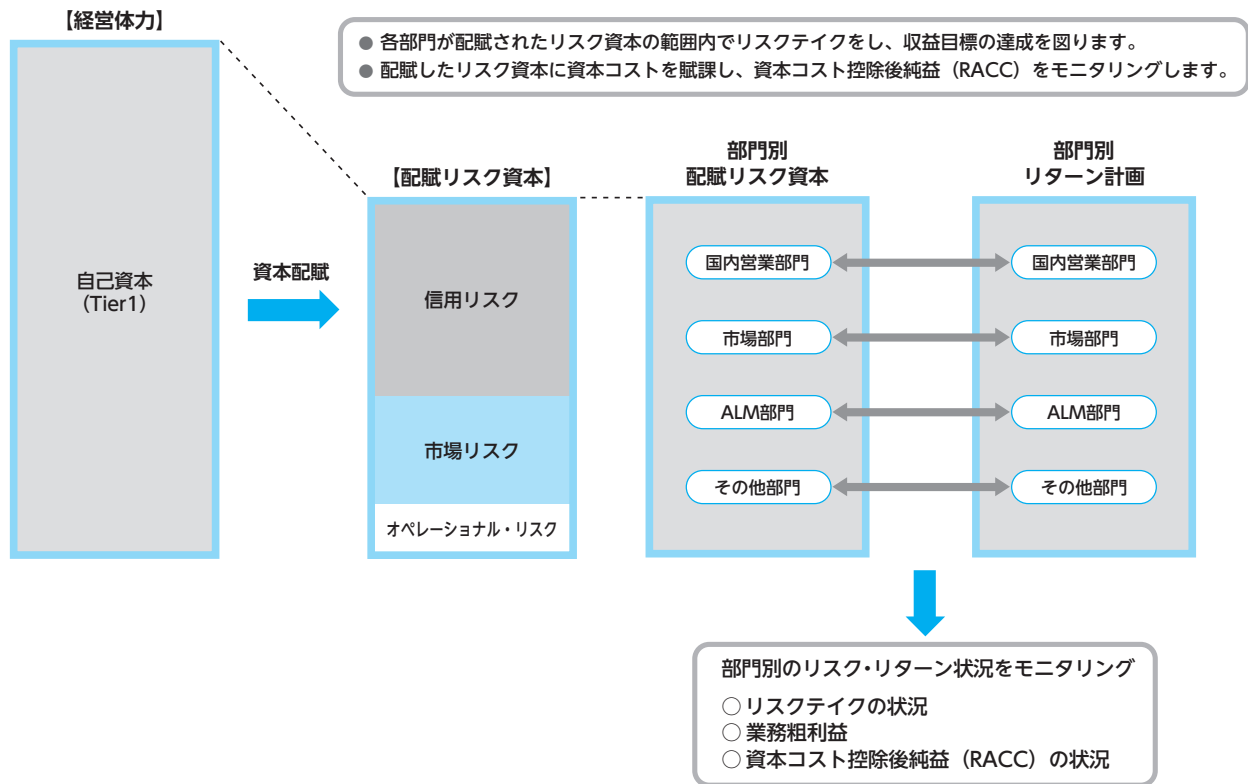 【経営体力】
● 各部門が配賦されたリスク資本の範囲内でリスクテイクをし、収益目標の達成を図ります。
● 配賦したリスク資本に資本コストを賦課し、資本コスト控除後純益（RACC）をモニタリングします。
自己資本
(Tier1)
資本配賦
【配賦リスク資本】
信用リスク
市場リスク
オペレーショナル・リスク
部門別
配賦リスク資本
国内営業部門
市場部門
ALM部門
その他部門
部門別
リターン計画
国内営業部門
市場部門
ALM部門
その他部門
部門別のリスク・リターン状況をモニタリング
○ リスクテイクの状況
○ 業務粗利益
○ 資本コスト控除後純益（RACC）の状況